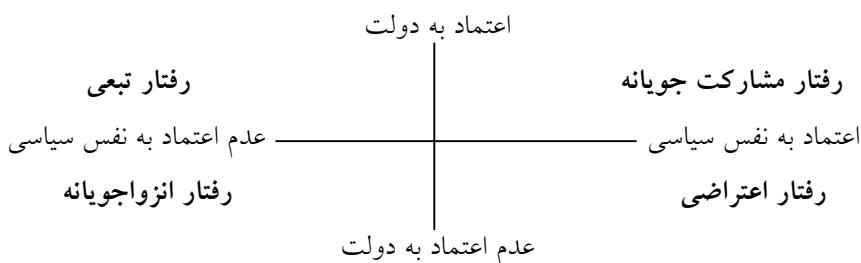 اعتماد به دولت
رفتار مشارکت جویانه
رفتار تبعی
اعتماد به نفس سیاسی
عدم اعتماد به نفس سیاسی
رفتار اعتراضی
رفتار انزواجویانه
عدم اعتماد به دولت